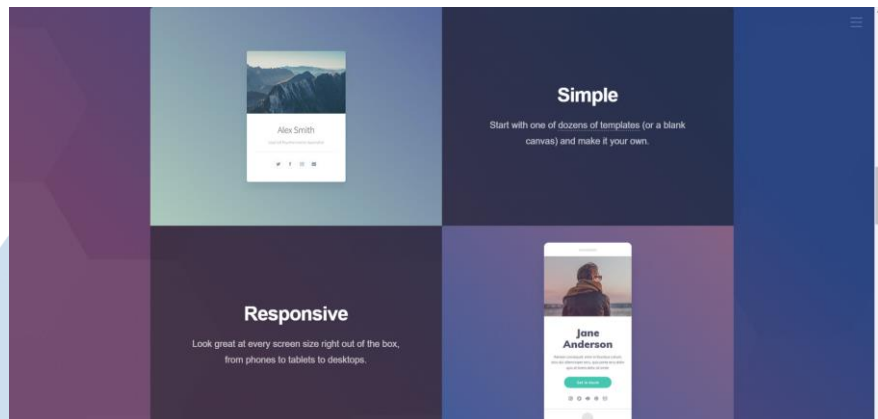 Alex Smith
Simple
Start with one of dozens of templates (or a blank
canvas) and make it your own.
Responsive
Look great at every screen size right out of the box,
from phones to tablets to desktops.
Jane
Anderson